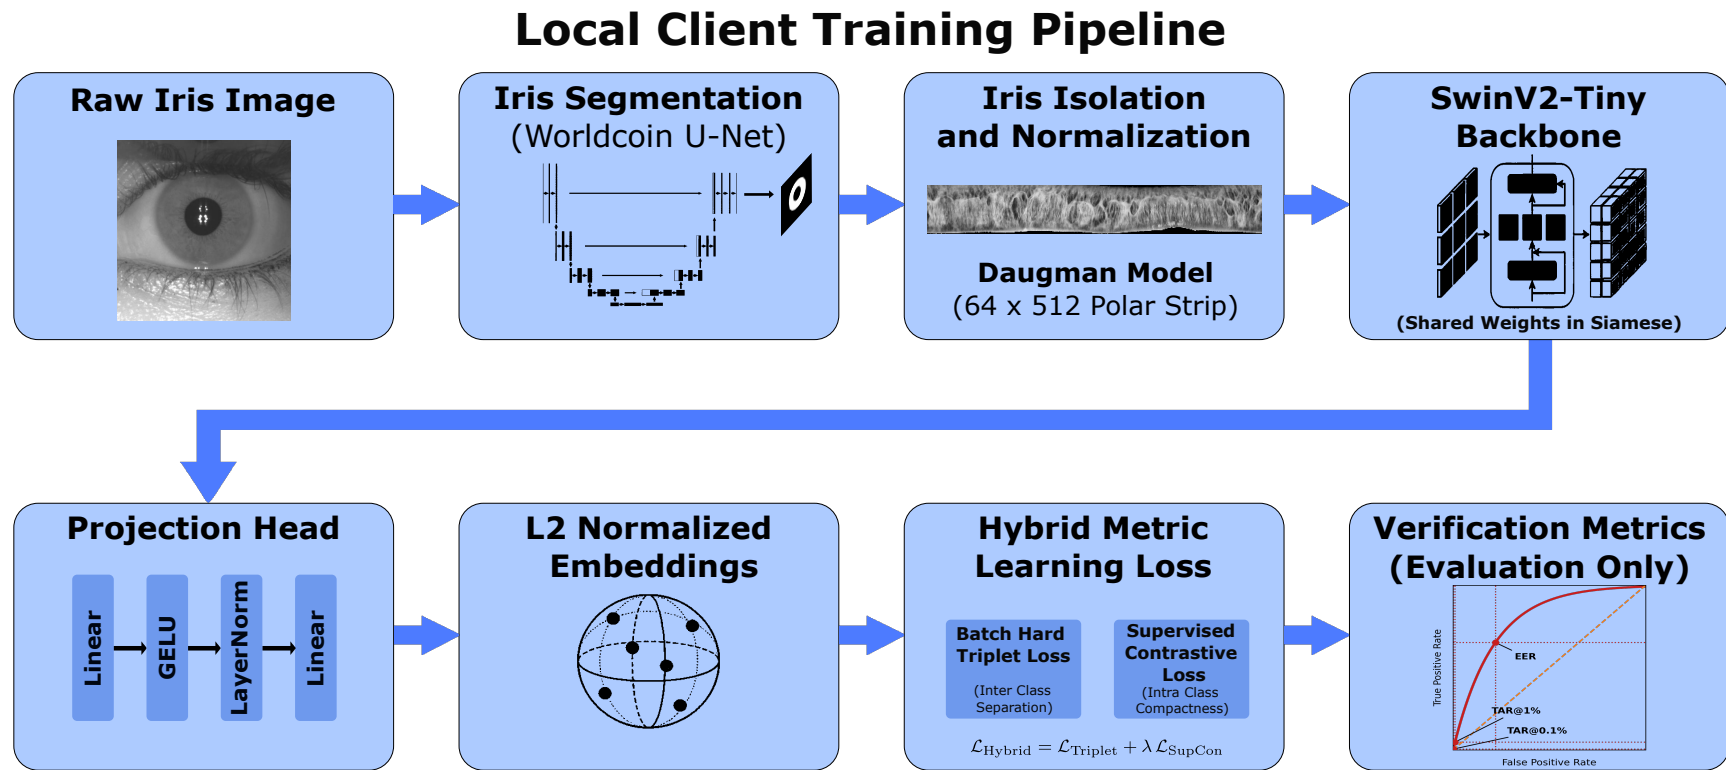 Local Client Training Pipeline
Raw Iris Image
Iris Segmentation
(Worldcoin U-Net)
Iris Isolation
and Normalization
Daugman Model
(64 x 512 Polar Strip)
SwinV2-Tiny
Backbone
(Shared Weights in Siamese)
Projection Head
Linear
GELU
LayerNorm
Linear
L2 Normalized
Embeddings
Hybrid Metric
Learning Loss
Batch Hard
Triplet Loss
(Inter Class
Separation)
Supervised
Contrastive
Loss
(Intra Class
Compactness)
ℒ_Hybrid = ℒ_Triplet + λ ℒ_SupCon
Verification Metrics
(Evaluation Only)
True Positive Rate
EER
TAR@1%
TAR@0.1%
False Positive Rate